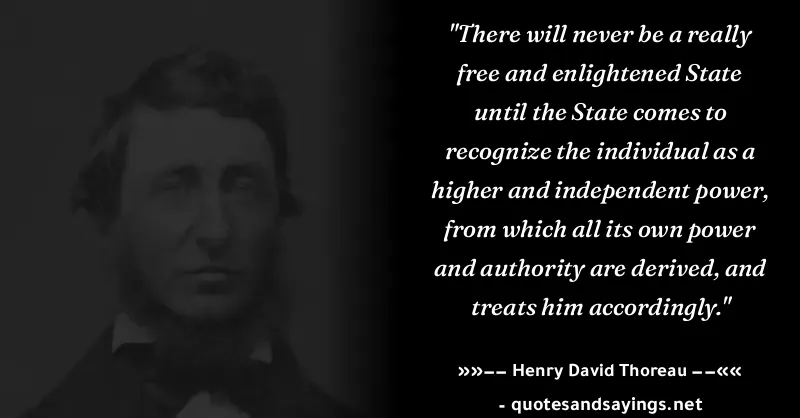 "There will never be a really
free and enlightened State
until the State comes to
recognize the individual as a
higher and independent power,
from which all its own power
and authority are derived, and
treats him accordingly."
»»−− Henry David Thoreau −−««
- quotesandsayings.net